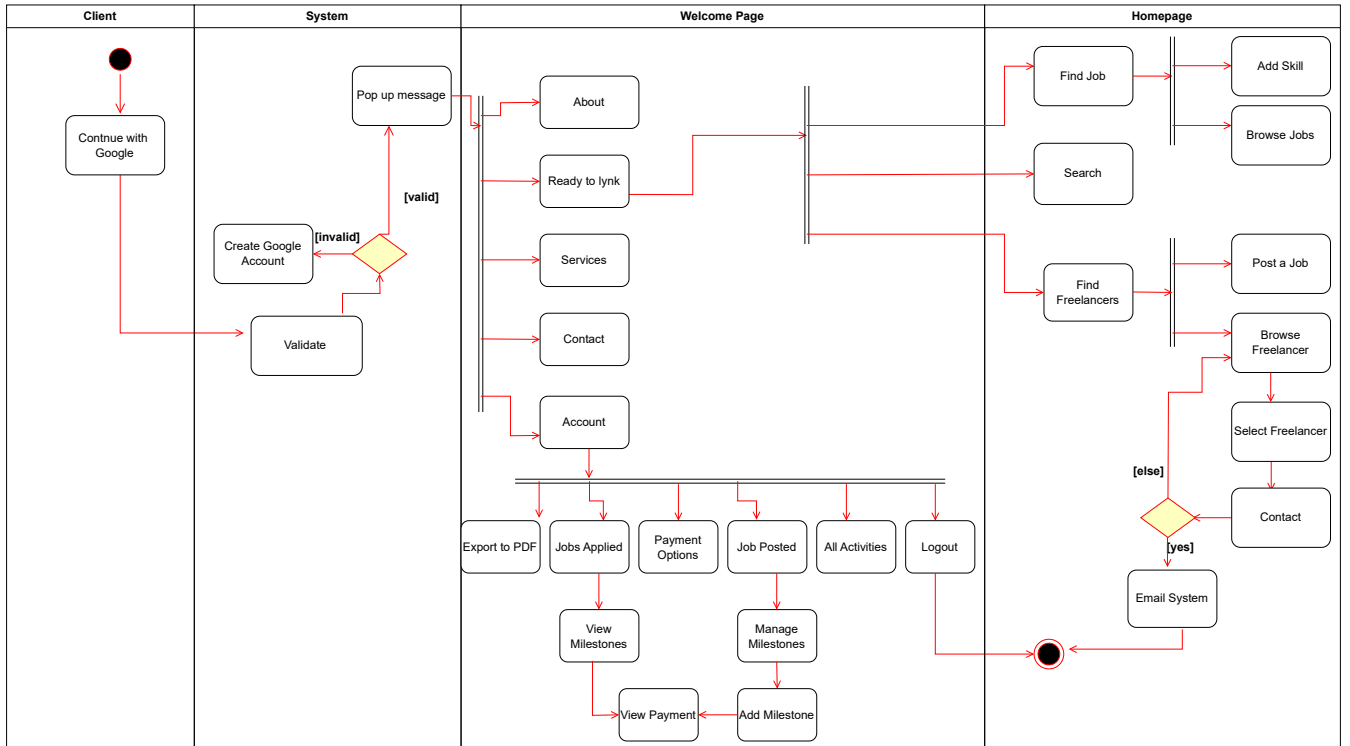 Client
System
Welcome Page
Homepage
Contnue with
Google
Pop up message
[valid]
[invalid]
Create Google
Account
Validate
About
Ready to lynk
Services
Contact
Account
Export to PDF
Jobs Applied
Payment
Options
Job Posted
All Activities
Logout
View
Milestones
Manage
Milestones
View Payment
Add Milestone
Find Job
Add Skill
Browse Jobs
Search
Find
Freelancers
Post a Job
Browse
Freelancer
Select Freelancer
[else]
Contact
[yes]
Email System